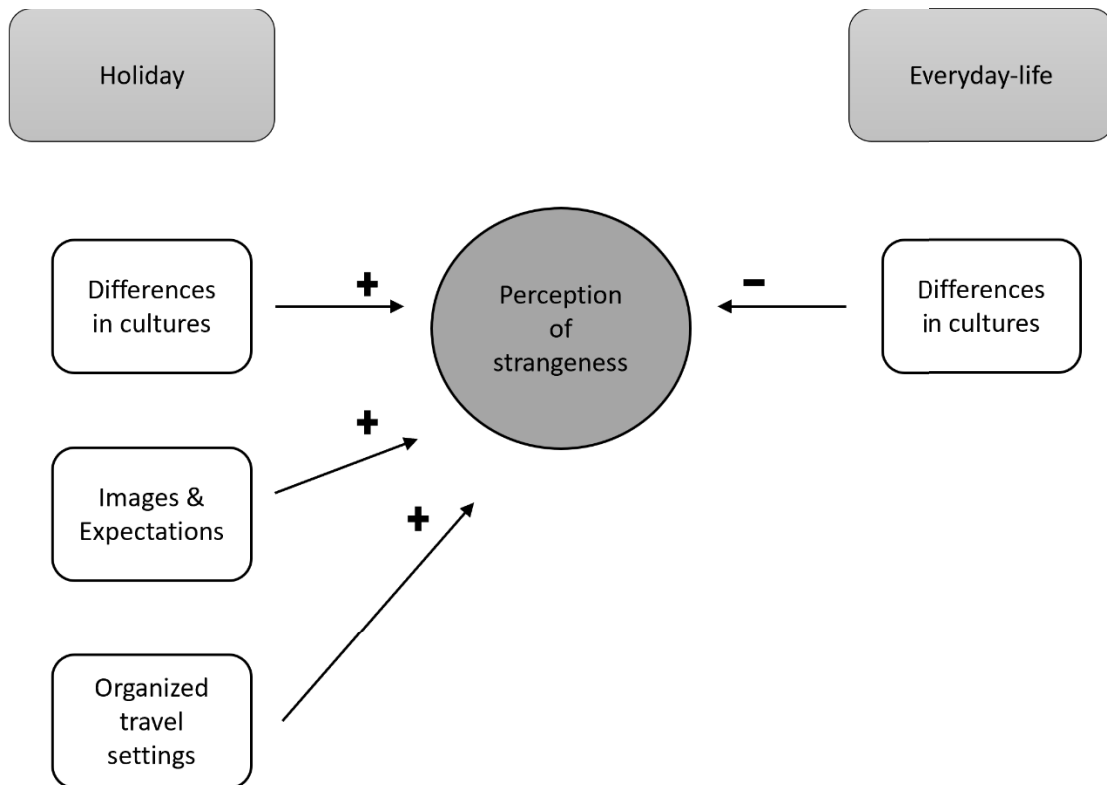 Holiday
Everyday-life
Differences
in cultures
+
Perception
of
strangeness
-
Differences
in cultures
Images &
Expectations
+
+
Organized
travel
settings